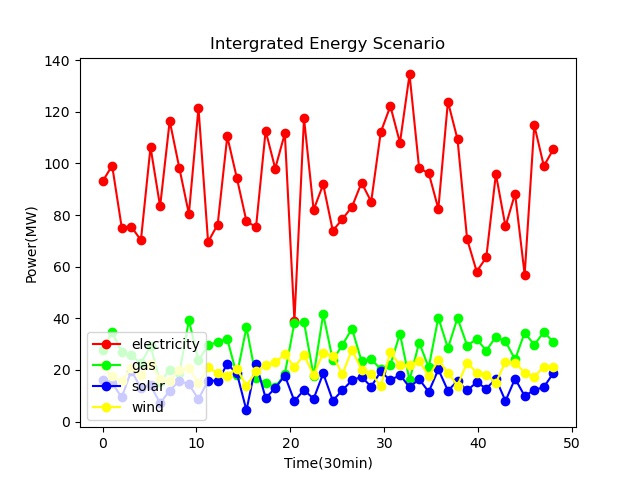 Intergrated Energy Scenario
Power(MW)
140
120
100
80
60
40
20
0
electricity
gas
solar
wind
0 10 20 30 40 50
Time(30min)